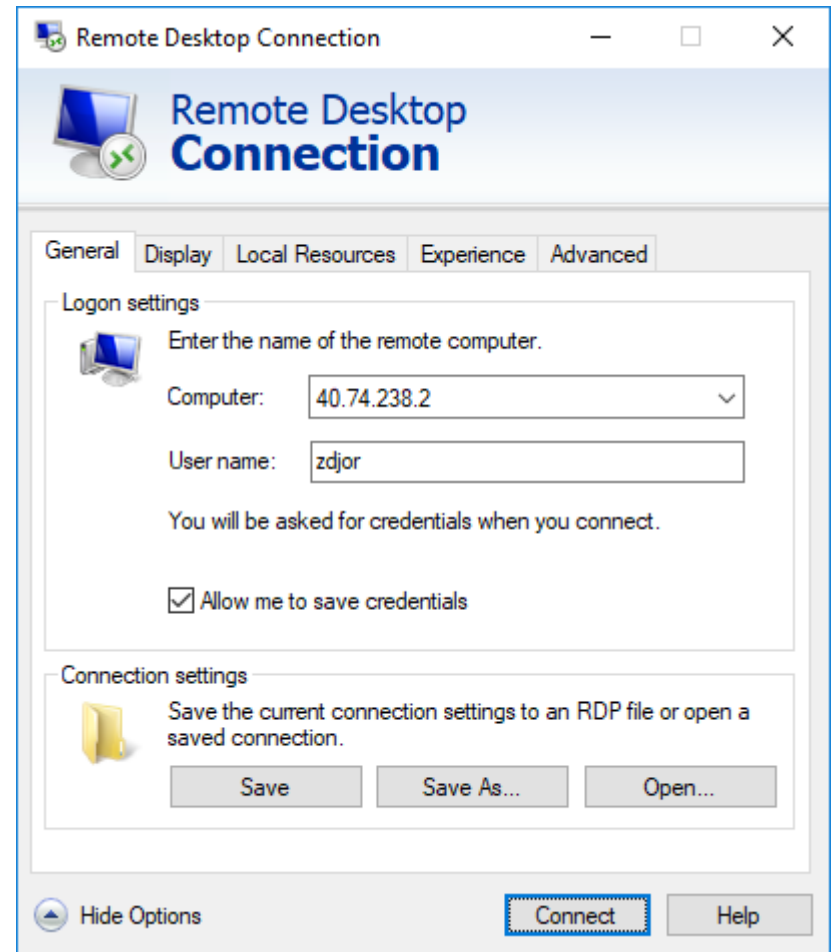 Remote Desktop Connection
Remote Desktop
Connection
General Display Local Resources Experience Advanced
Logon settings
Enter the name of the remote computer.
Computer: 40.74.238.2
User name: zdjor
You will be asked for credentials when you connect.
Allow me to save credentials
Connection settings
Save the current connection settings to an RDP file or open a
saved connection.
Save Save As... Open...
Hide Options Connect Help